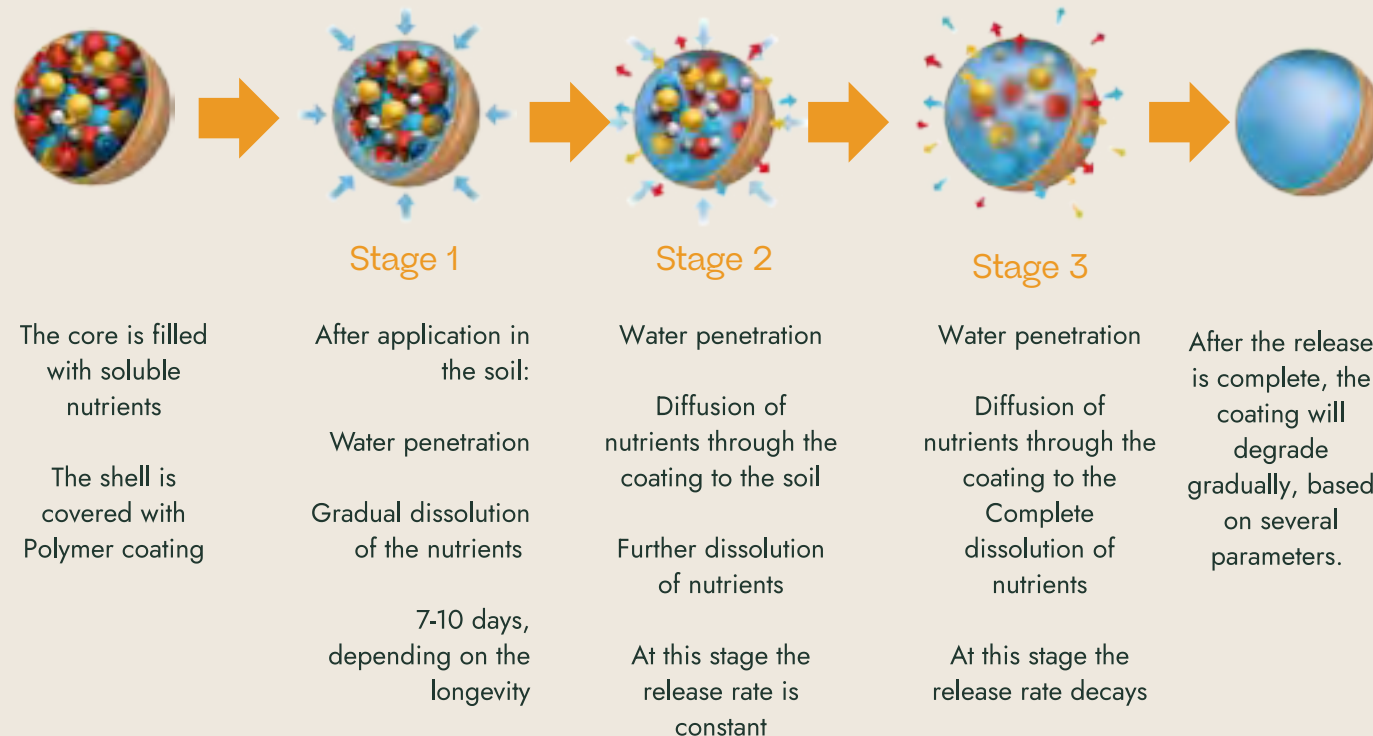 Stage 1
Stage 2
Stage 3
The core is filled
with soluble
nutrients
The shell is
covered with
Polymer coating
After application in
the soil:
Water penetration
Gradual dissolution
of the nutrients
7-10 days,
depending on the
longevity
Water penetration
Diffusion of
nutrients through the
coating to the soil
Further dissolution
of nutrients
At this stage the
release rate is
constant
Water penetration
Diffusion of
nutrients through the
coating to the
Complete
dissolution of
nutrients
At this stage the
release rate decays
After the release
is complete, the
coating will
degrade
gradually, based
on several
parameters.